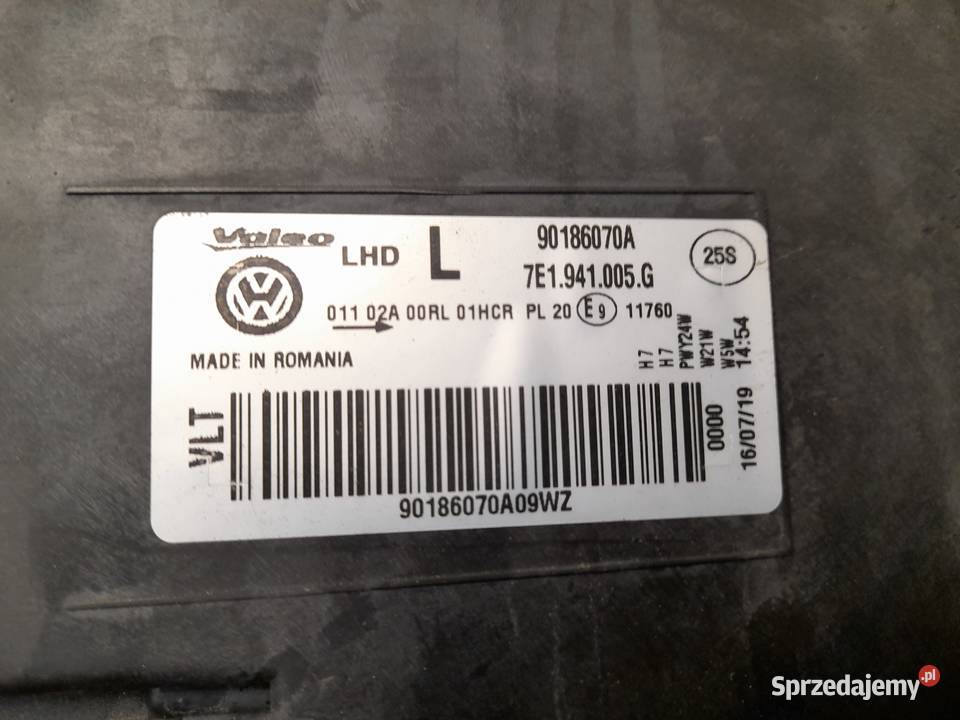 Valeo
LHD L
90186070A
7E1.941.005.G
25S
011 02A 00RL 01HCR PL 20 E9 11760
MADE IN ROMANIA
H7
H7
PWY24W
W21W
W5W
VLT
0000
16/07/19 14:54
90186070A09WZ
Sprzedajemy.pl